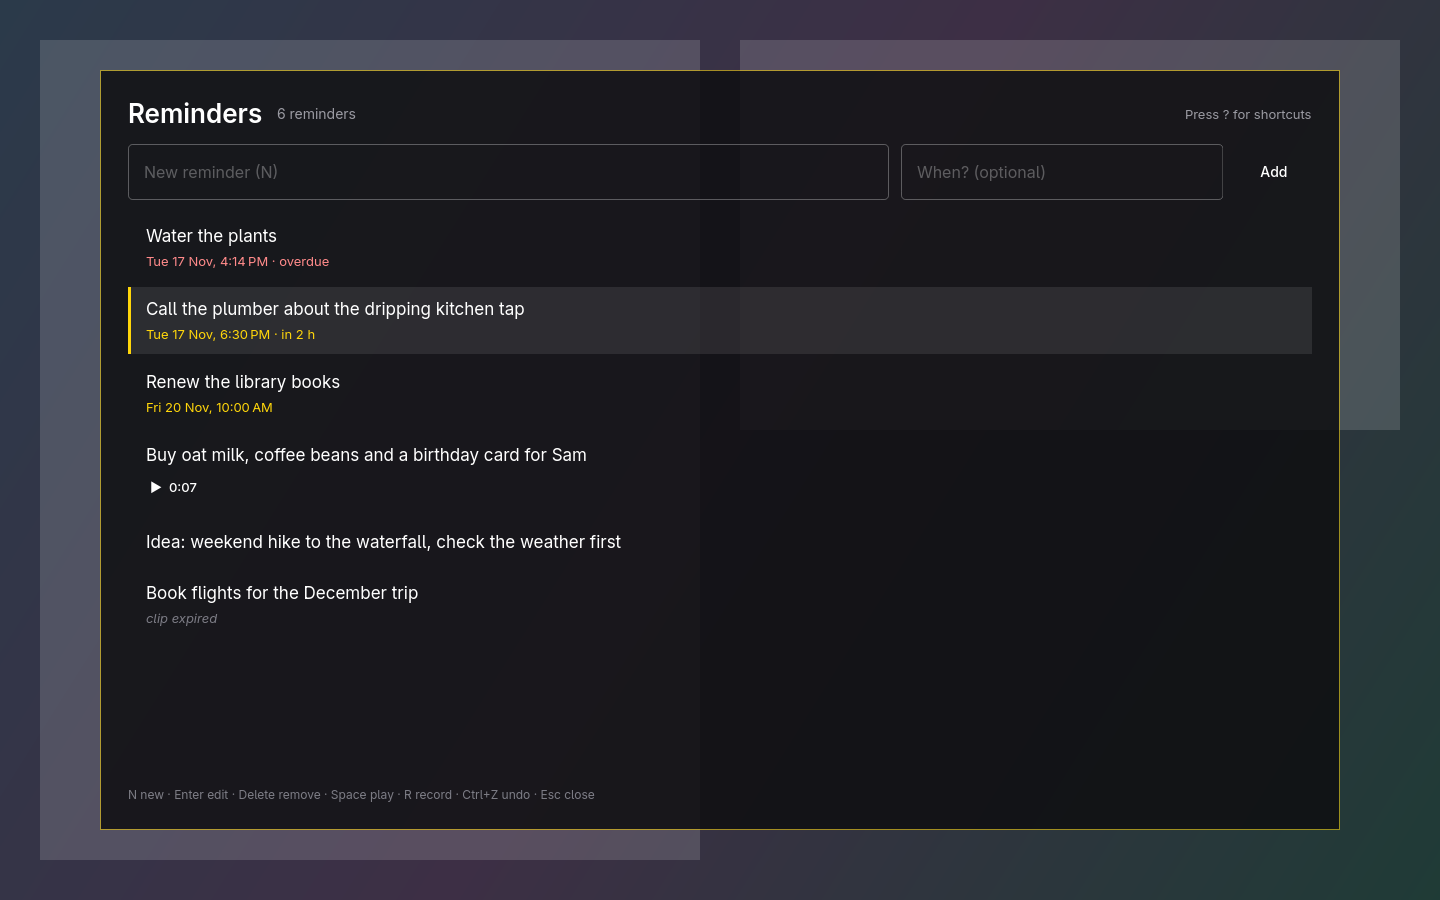 Reminders 6 reminders Press ? for shortcuts
New reminder (N) When? (optional) Add
Water the plants
Tue 17 Nov, 4:14 PM · overdue
Call the plumber about the dripping kitchen tap
Tue 17 Nov, 6:30 PM · in 2 h
Renew the library books
Fri 20 Nov, 10:00 AM
Buy oat milk, coffee beans and a birthday card for Sam
▶ 0:07
Idea: weekend hike to the waterfall, check the weather first
Book flights for the December trip
clip expired
N new · Enter edit · Delete remove · Space play · R record · Ctrl+Z undo · Esc close